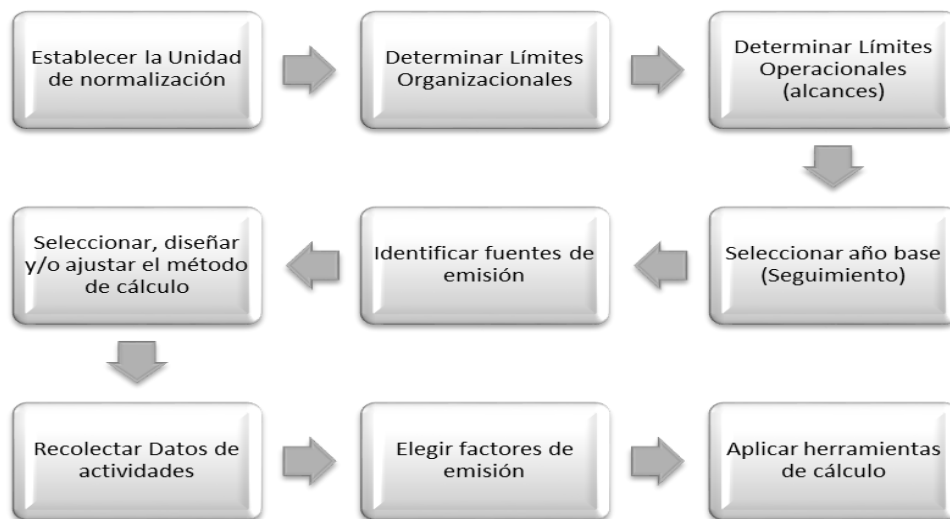 Establecer la Unidad
de normalización
Determinar Límites
Organizacionales
Determinar Límites
Operacionales
(alcances)
Seleccionar año base
(Seguimiento)
Identificar fuentes de
emisión
Seleccionar, diseñar
y/o ajustar el método
de cálculo
Recolectar Datos de
actividades
Elegir factores de
emisión
Aplicar herramientas
de cálculo